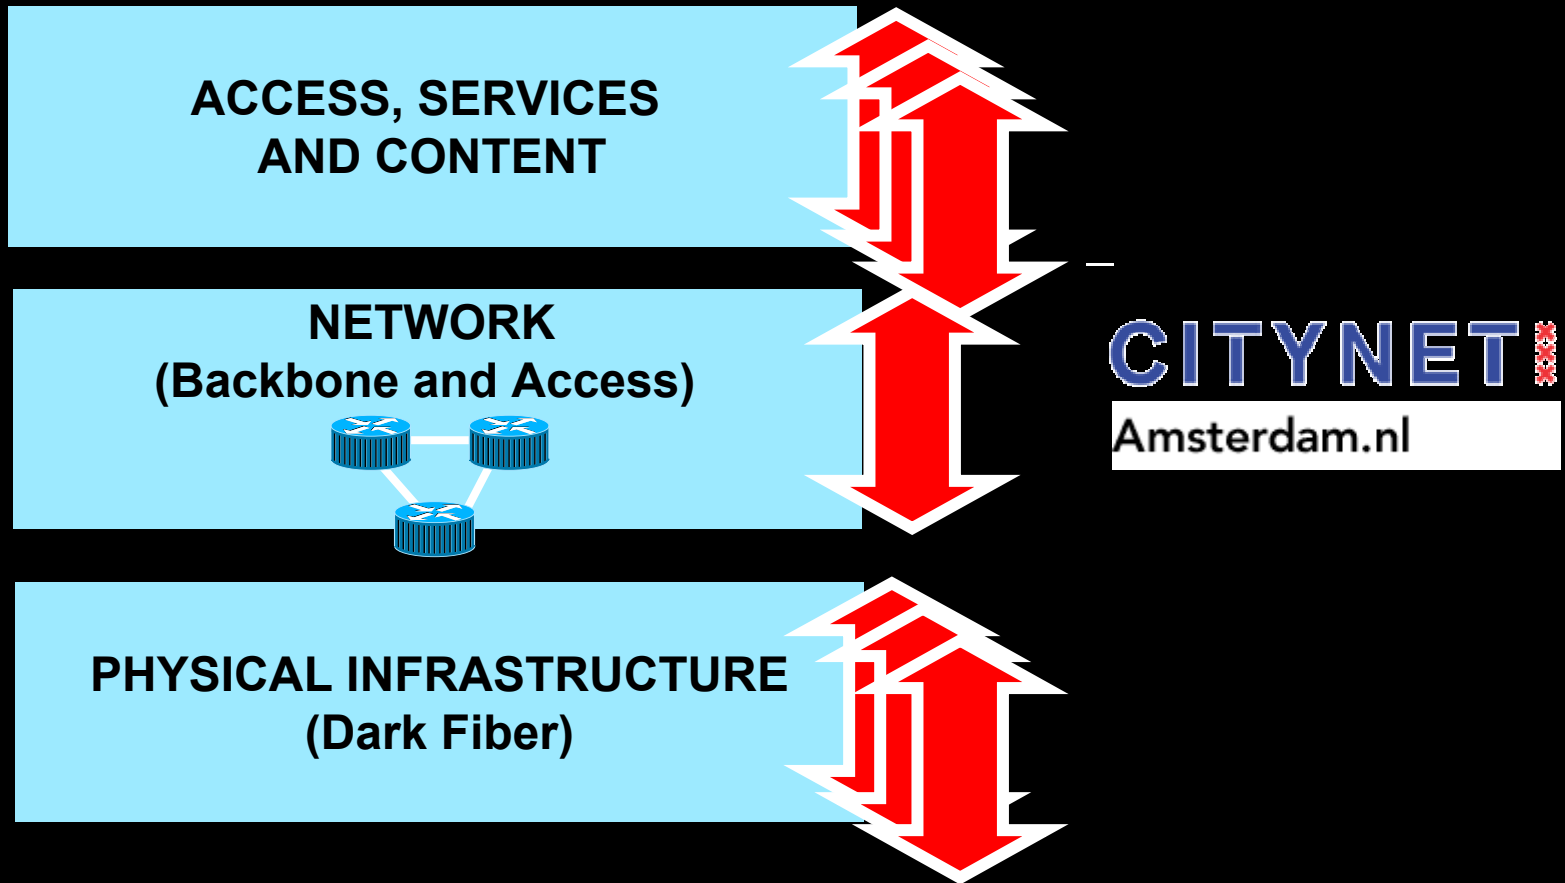 ACCESS, SERVICES
AND CONTENT
NETWORK
(Backbone and Access)
CITYNET
Amsterdam.nl
PHYSICAL INFRASTRUCTURE
(Dark Fiber)